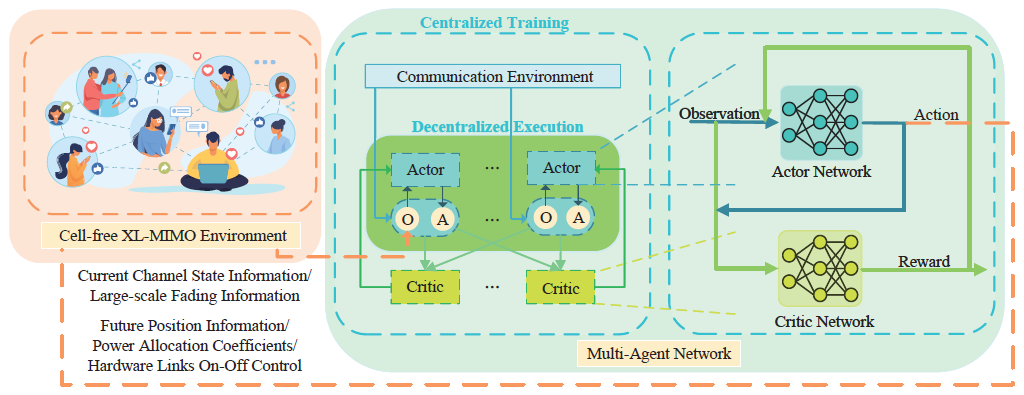 Centralized Training
Communication Environment
Decentralized Execution
Actor
...
Actor
O
A
...
O
A
Critic
...
Critic
Observation
Action
Actor Network
Reward
Critic Network
Multi-Agent Network
Cell-free XL-MIMO Environment
Current Channel State Information/
Large-scale Fading Information
Future Position Information/
Power Allocation Coefficients/
Hardware Links On-Off Control